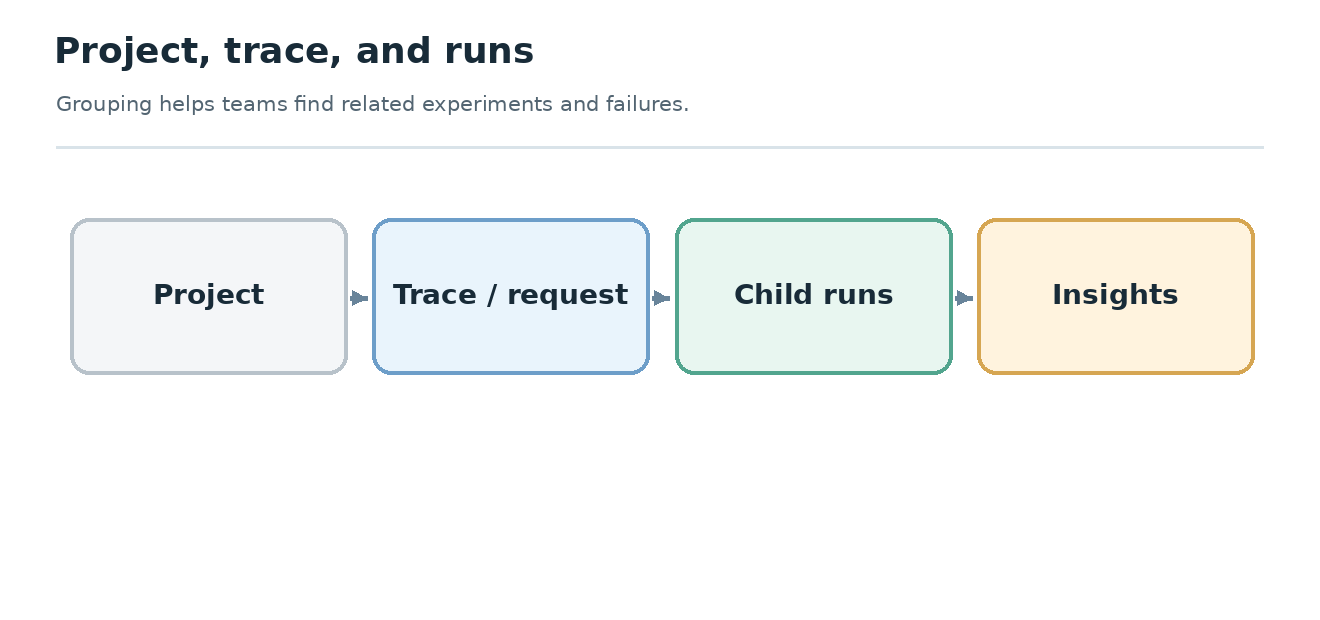 Project, trace, and runs
Grouping helps teams find related experiments and failures.
Project
Trace / request
Child runs
Insights